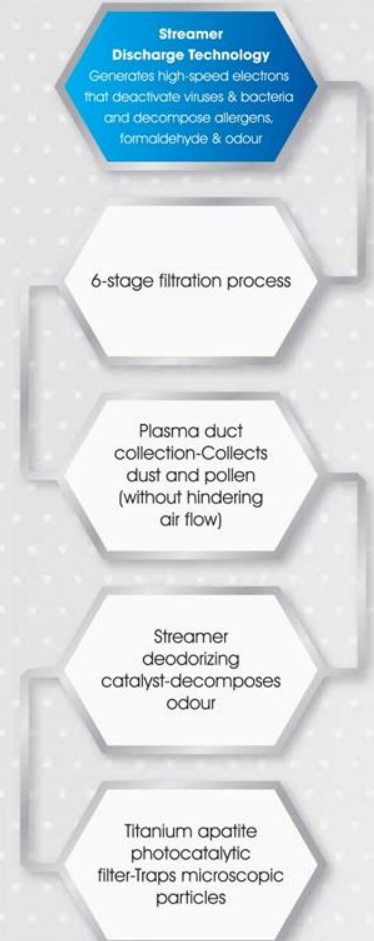 Streamer
Discharge Technology
Generates high-speed electrons
that deactivate viruses & bacteria
and decompose allergens,
formaldehyde & odour
6-stage filtration process
Plasma duct
collection-Collects
dust and pollen
(without hindering
air flow)
Streamer
deodorizing
catalyst-decomposes
odour
Titanium apatite
photocatalytic
filter-Traps microscopic
particles